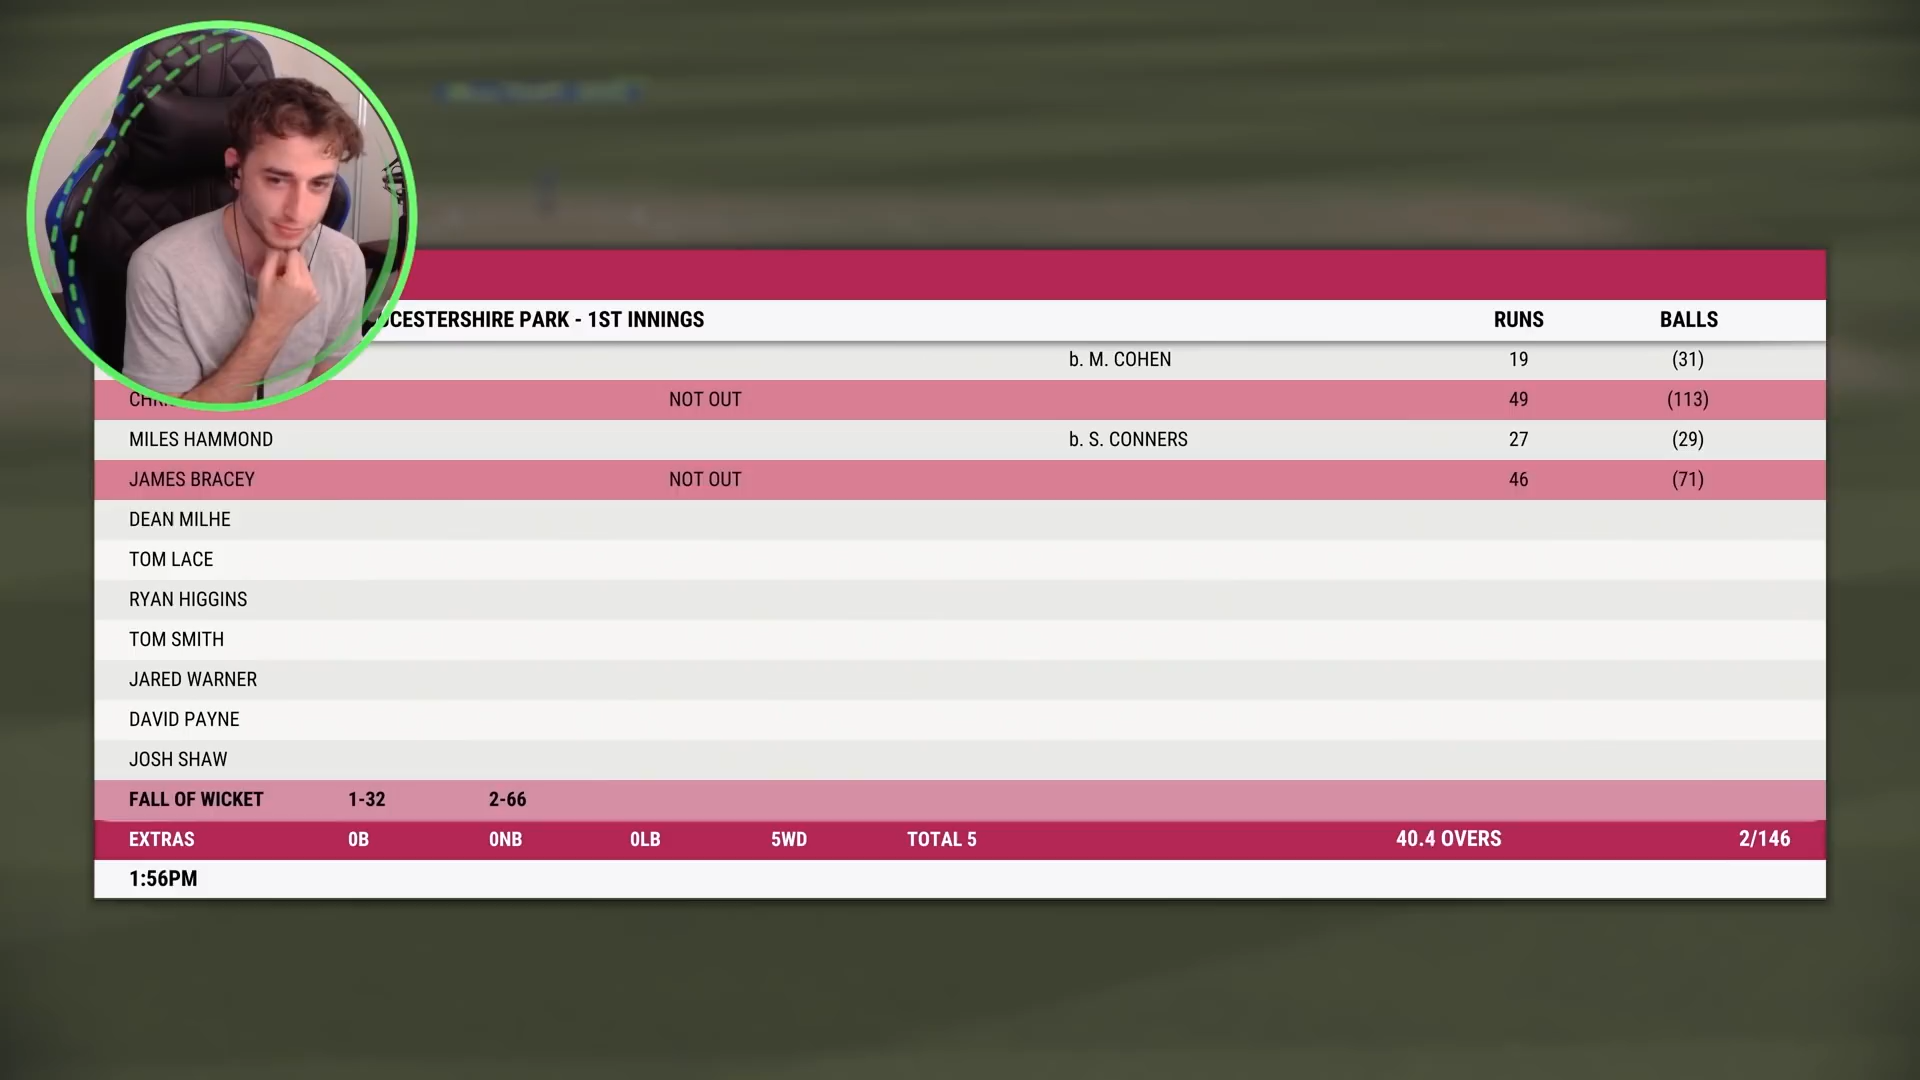 CESTERSHIRE PARK - 1ST INNINGS RUNS BALLS
b. M. COHEN 19 (31)
NOT OUT 49 (113)
MILES HAMMOND b. S. CONNERS 27 (29)
JAMES BRACEY NOT OUT 46 (71)
DEAN MILHE
TOM LACE
RYAN HIGGINS
TOM SMITH
JARED WARNER
DAVID PAYNE
JOSH SHAW
FALL OF WICKET 1-32 2-66
EXTRAS 0B 0NB 0LB 5WD TOTAL 5 40.4 OVERS 2/146
1:56PM